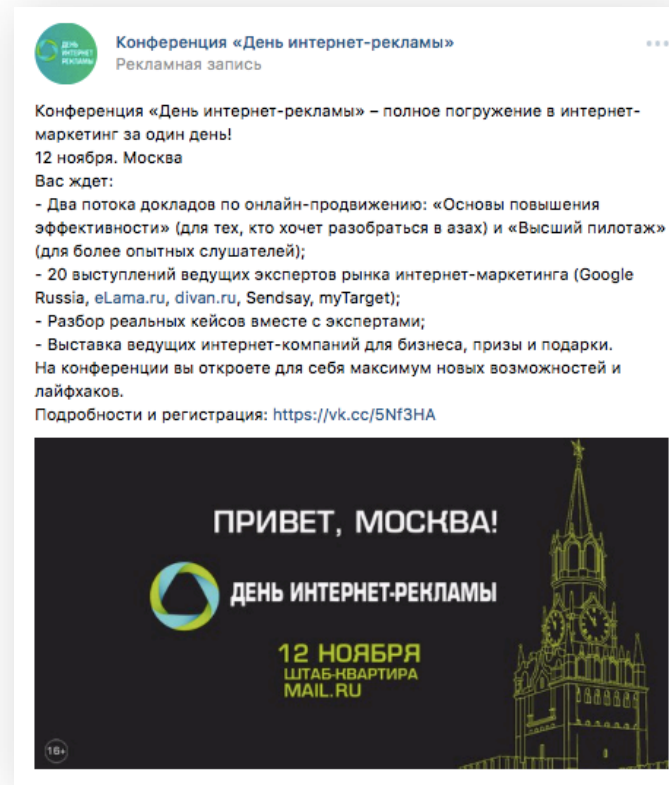 ДЕНЬ
ИНТЕРНЕТ
РЕКЛАМЫ
Конференция «День интернет-рекламы»
Рекламная запись
Конференция «День интернет-рекламы» – полное погружение в интернет-
маркетинг за один день!
12 ноября. Москва
Вас ждет:
- Два потока докладов по онлайн-продвижению: «Основы повышения
эффективности» (для тех, кто хочет разобраться в азах) и «Высший пилотаж»
(для более опытных слушателей);
- 20 выступлений ведущих экспертов рынка интернет-маркетинга (Google
Russia, eLama.ru, divan.ru, Sendsay, myTarget);
- Разбор реальных кейсов вместе с экспертами;
- Выставка ведущих интернет-компаний для бизнеса, призы и подарки.
На конференции вы откроете для себя максимум новых возможностей и
лайфхаков.
Подробности и регистрация: https://vk.cc/5Nf3HA
ПРИВЕТ, МОСКВА!
ДЕНЬ ИНТЕРНЕТ-РЕКЛАМЫ
12 НОЯБРЯ
ШТАБ-КВАРТИРА
MAIL.RU
16+